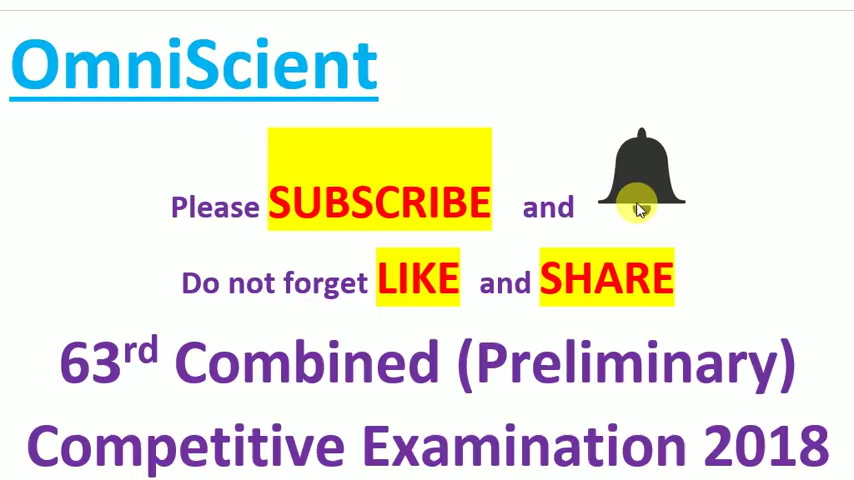 OmniScient
Please SUBSCRIBE and
Do not forget LIKE and SHARE
63rd Combined (Preliminary)
Competitive Examination 2018